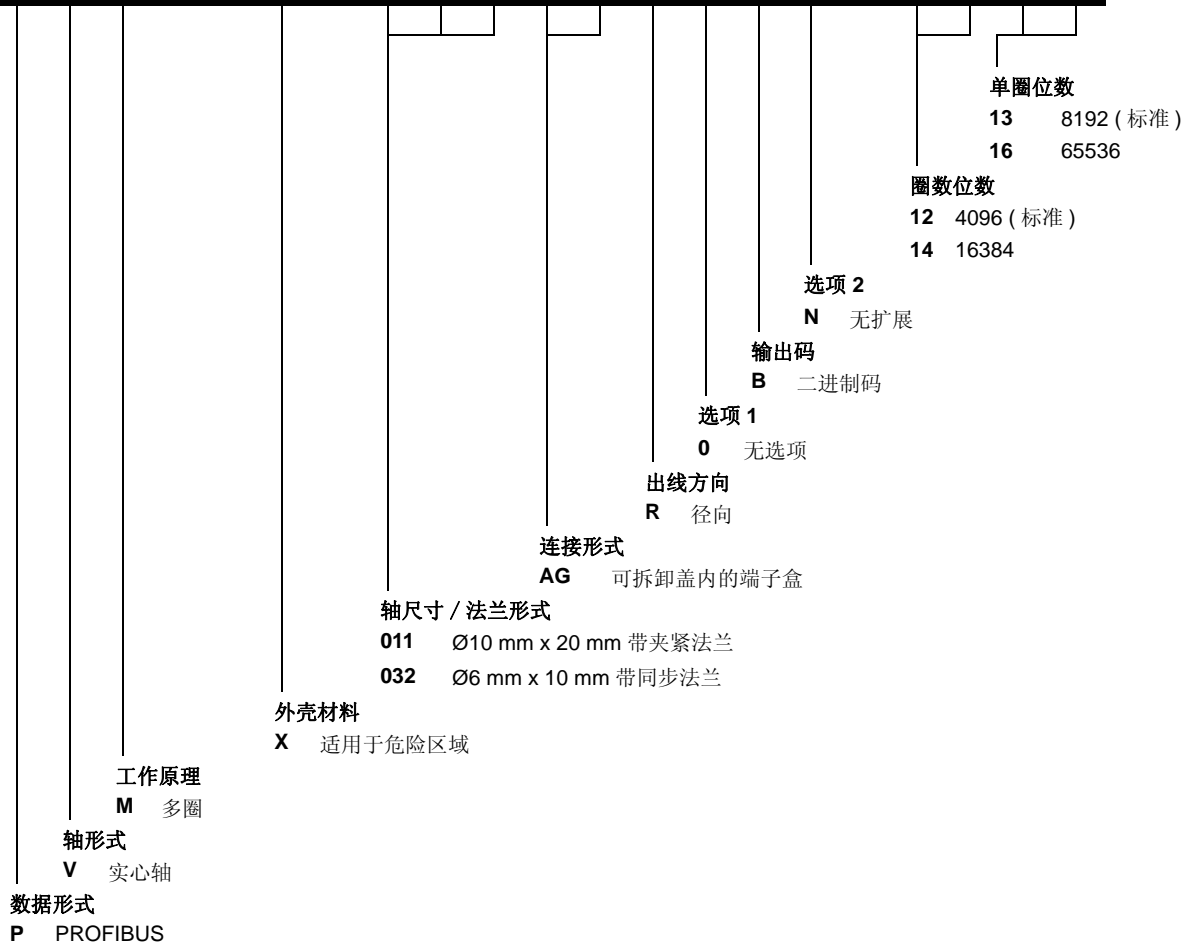 单圈位数
13 8192 ( 标准 )
16 65536
圈数位数
12 4096 ( 标准 )
14 16384
选项 2
N 无扩展
输出码
B 二进制码
选项 1
0 无选项
出线方向
R 径向
连接形式
AG 可拆卸盖内的端子盒
轴尺寸 / 法兰形式
011 Ø10 mm x 20 mm 带夹紧法兰
032 Ø6 mm x 10 mm 带同步法兰
外壳材料
X 适用于危险区域
工作原理
M 多圈
轴形式
V 实心轴
数据形式
P PROFIBUS